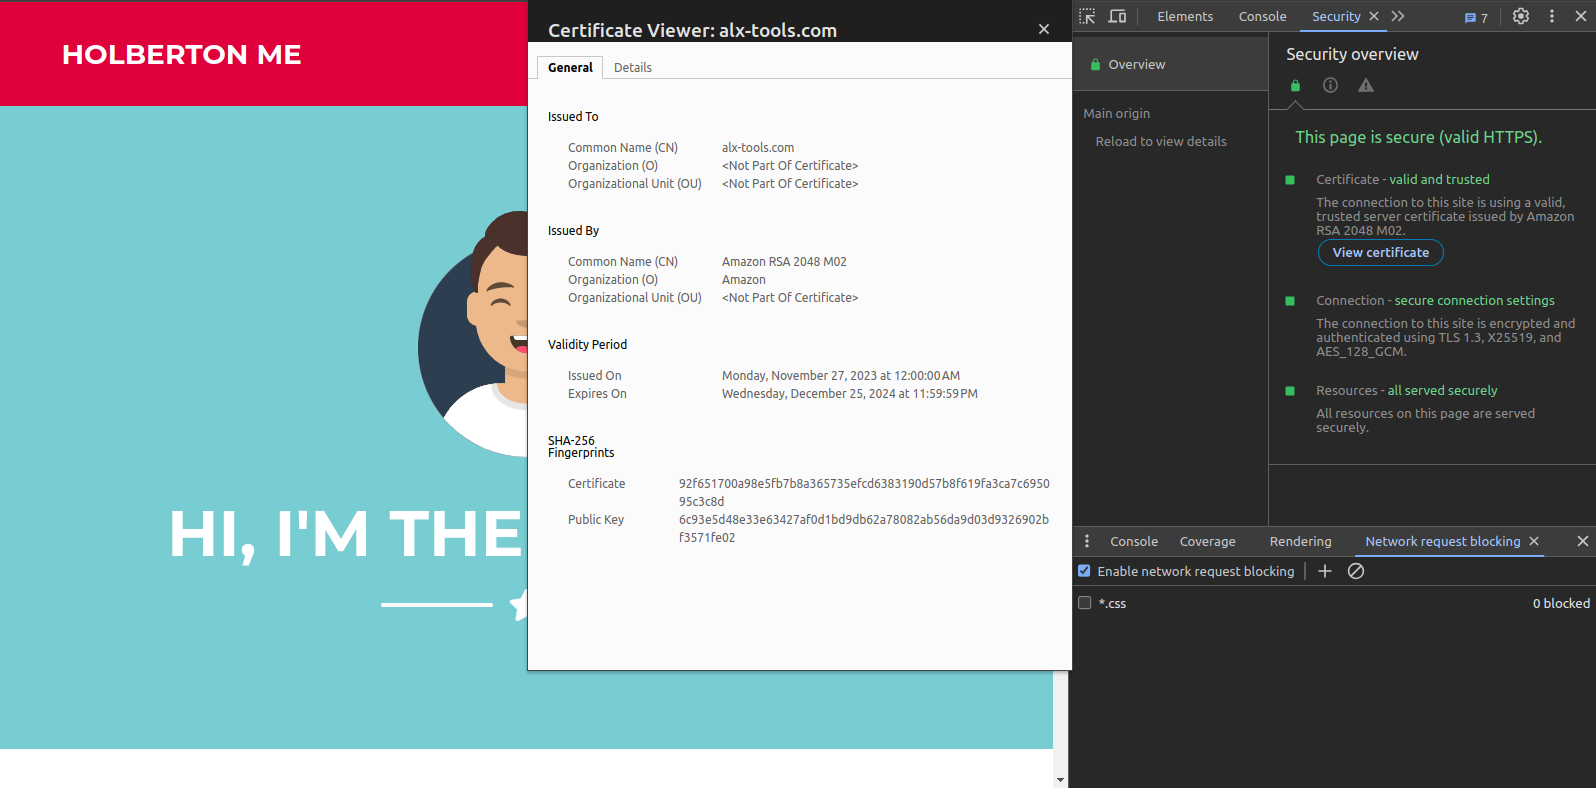 HOLBERTON ME
HI, I'M THE
Certificate Viewer: alx-tools.com
General Details
Issued To
Common Name (CN) alx-tools.com
Organization (O) <Not Part Of Certificate>
Organizational Unit (OU) <Not Part Of Certificate>
Issued By
Common Name (CN) Amazon RSA 2048 M02
Organization (O) Amazon
Organizational Unit (OU) <Not Part Of Certificate>
Validity Period
Issued On Monday, November 27, 2023 at 12:00:00 AM
Expires On Wednesday, December 25, 2024 at 11:59:59 PM
SHA-256
Fingerprints
Certificate 92f651700a98e5fb7b8a365735efcd6383190d57b8f619fa3ca7c6950
95c3c8d
Public Key 6c93e5d48e33e63427af0d1bd9db62a78082ab56da9d03d9326902b
f3571fe02
Elements Console Security 7
Overview
Main origin
Reload to view details
Security overview
This page is secure (valid HTTPS).
Certificate - valid and trusted
The connection to this site is using a valid,
trusted server certificate issued by Amazon
RSA 2048 M02.
View certificate
Connection - secure connection settings
The connection to this site is encrypted and
authenticated using TLS 1.3, X25519, and
AES_128_GCM.
Resources - all served securely
All resources on this page are served
securely.
Console Coverage Rendering Network request blocking
Enable network request blocking
*.css 0 blocked